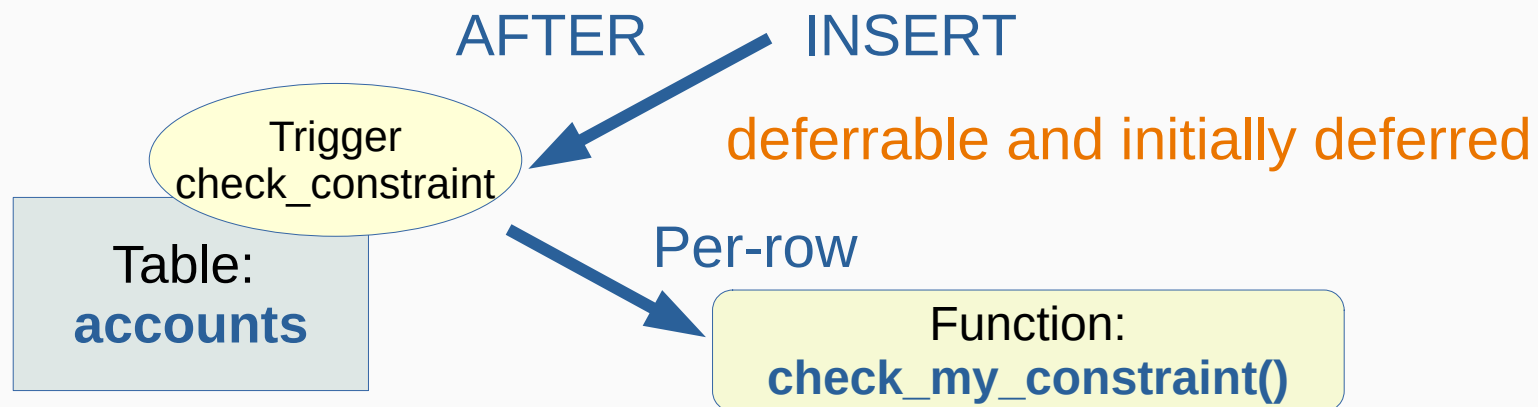 AFTER INSERT
Trigger
check_constraint
deferrable and initially deferred
Table:
accounts
Per-row
Function:
check_my_constraint()